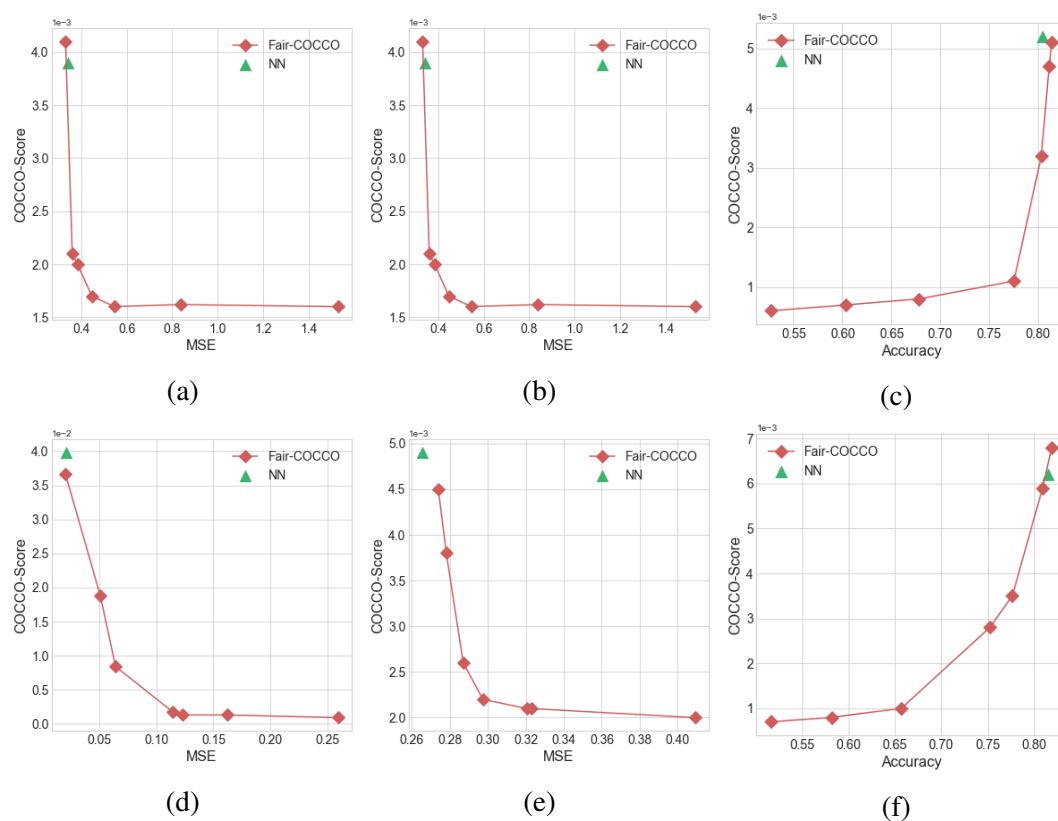 1e−3
4.0
3.5
3.0
2.5
2.0
1.5
COCCO-Score
Fair-COCCO
NN
0.4 0.6 0.8 1.0 1.2 1.4
MSE
(a)
1e−3
4.0
3.5
3.0
2.5
2.0
1.5
COCCO-Score
Fair-COCCO
NN
0.4 0.6 0.8 1.0 1.2 1.4
MSE
(b)
1e−3
5
4
3
2
1
COCCO-Score
Fair-COCCO
NN
0.55 0.60 0.65 0.70 0.75 0.80
Accuracy
(c)
1e−2
4.0
3.5
3.0
2.5
2.0
1.5
1.0
0.5
0.0
COCCO-Score
Fair-COCCO
NN
0.05 0.10 0.15 0.20 0.25
MSE
(d)
1e−3
5.0
4.5
4.0
3.5
3.0
2.5
2.0
COCCO-Score
Fair-COCCO
NN
0.26 0.28 0.30 0.32 0.34 0.36 0.38 0.40
MSE
(e)
1e−3
7
6
5
4
3
2
1
COCCO-Score
Fair-COCCO
NN
0.55 0.60 0.65 0.70 0.75 0.80
Accuracy
(f)